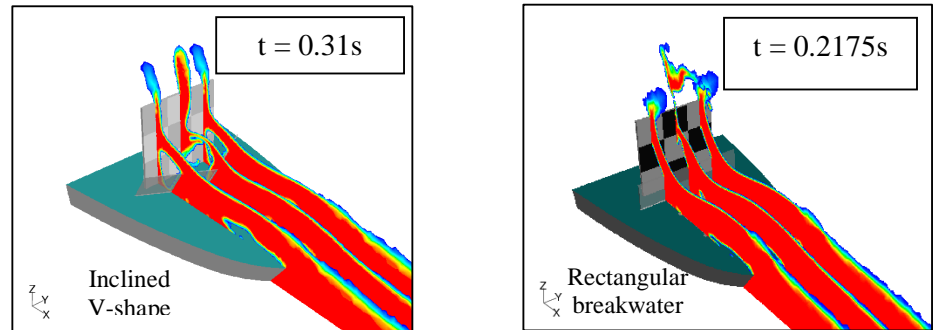 t = 0.31s
Inclined
V-shape
Z
Y
X
t = 0.2175s
Rectangular
breakwater
Z
Y
X